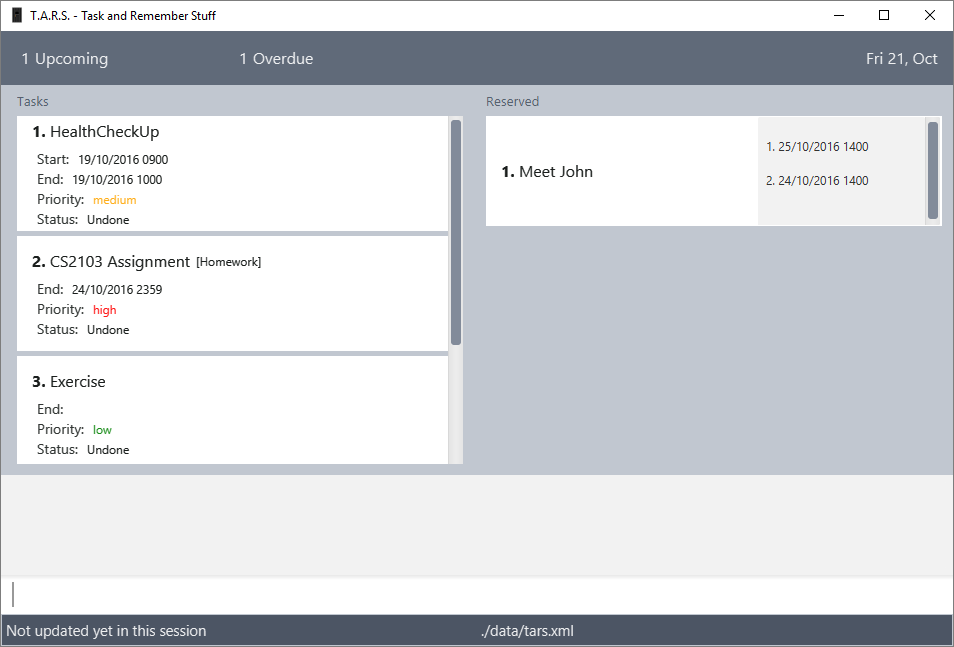 T.A.R.S. - Task and Remember Stuff
1 Upcoming
1 Overdue
Fri 21, Oct
Tasks
1. HealthCheckUp
Start: 19/10/2016 0900
End: 19/10/2016 1000
Priority: medium
Status: Undone
2. CS2103 Assignment [Homework]
End: 24/10/2016 2359
Priority: high
Status: Undone
3. Exercise
End:
Priority: low
Status: Undone
Reserved
1. Meet John
1. 25/10/2016 1400
2. 24/10/2016 1400
Not updated yet in this session
./data/tars.xml